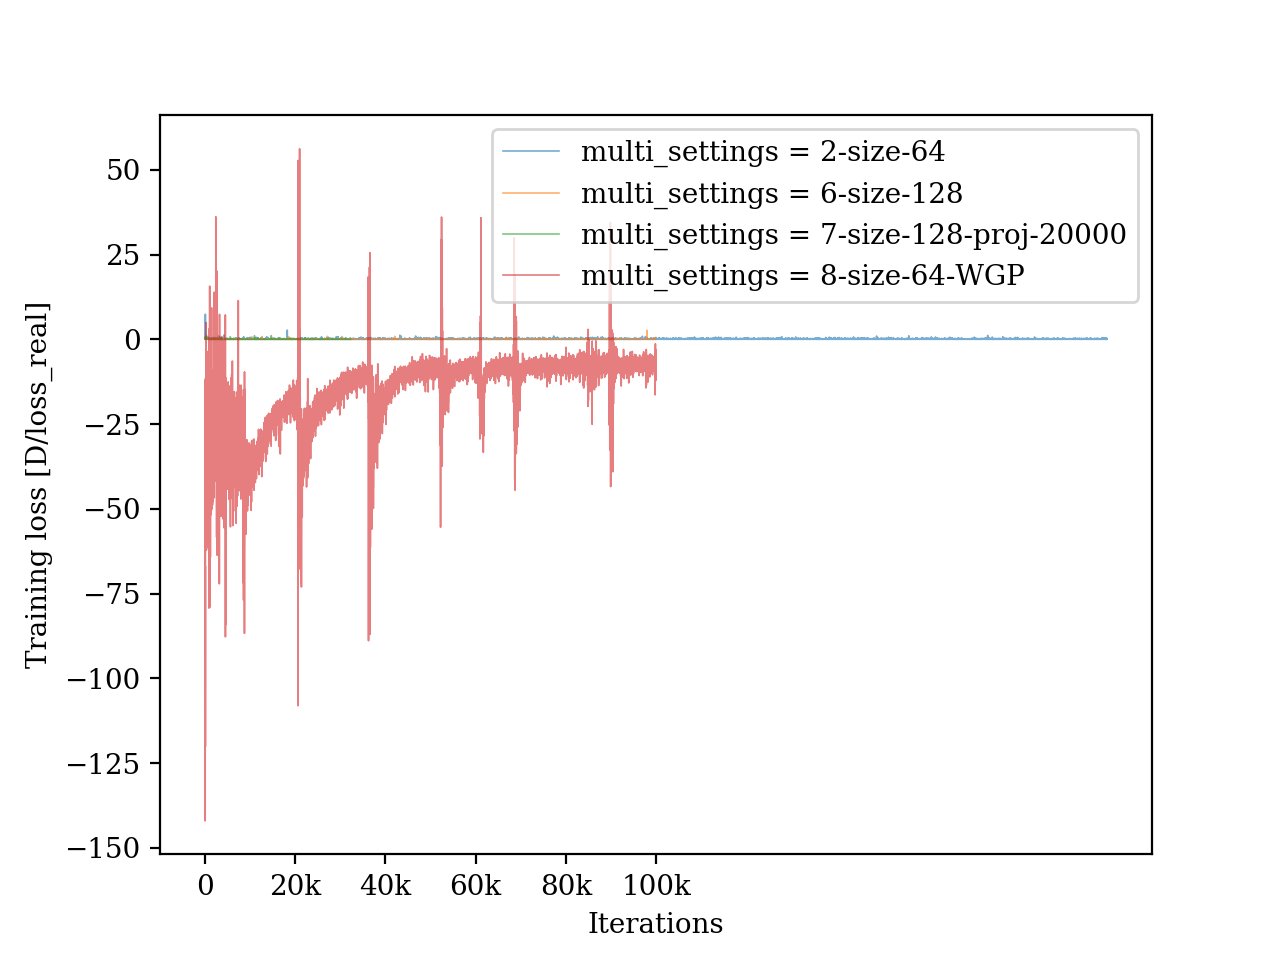 multi_settings = 2-size-64
multi_settings = 6-size-128
multi_settings = 7-size-128-proj-20000
multi_settings = 8-size-64-WGP
50
25
0
−25
−50
−75
−100
−125
−150
Training loss [D/loss_real]
0 20k 40k 60k 80k 100k
Iterations